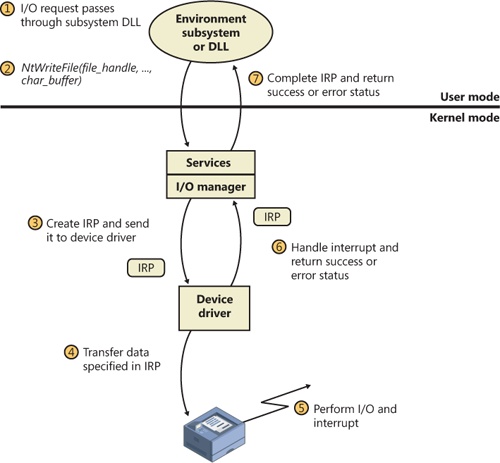 1 I/O request passes
through subsystem DLL
Environment
subsystem
or DLL
2 NtWriteFile(file_handle, ...,
char_buffer)
7 Complete IRP and return
success or error status
User mode
Kernel mode
Services
I/O manager
3 Create IRP and send
it to device driver
IRP
IRP
6 Handle interrupt and
return success or
error status
Device
driver
4 Transfer data
specified in IRP
5 Perform I/O and
interrupt